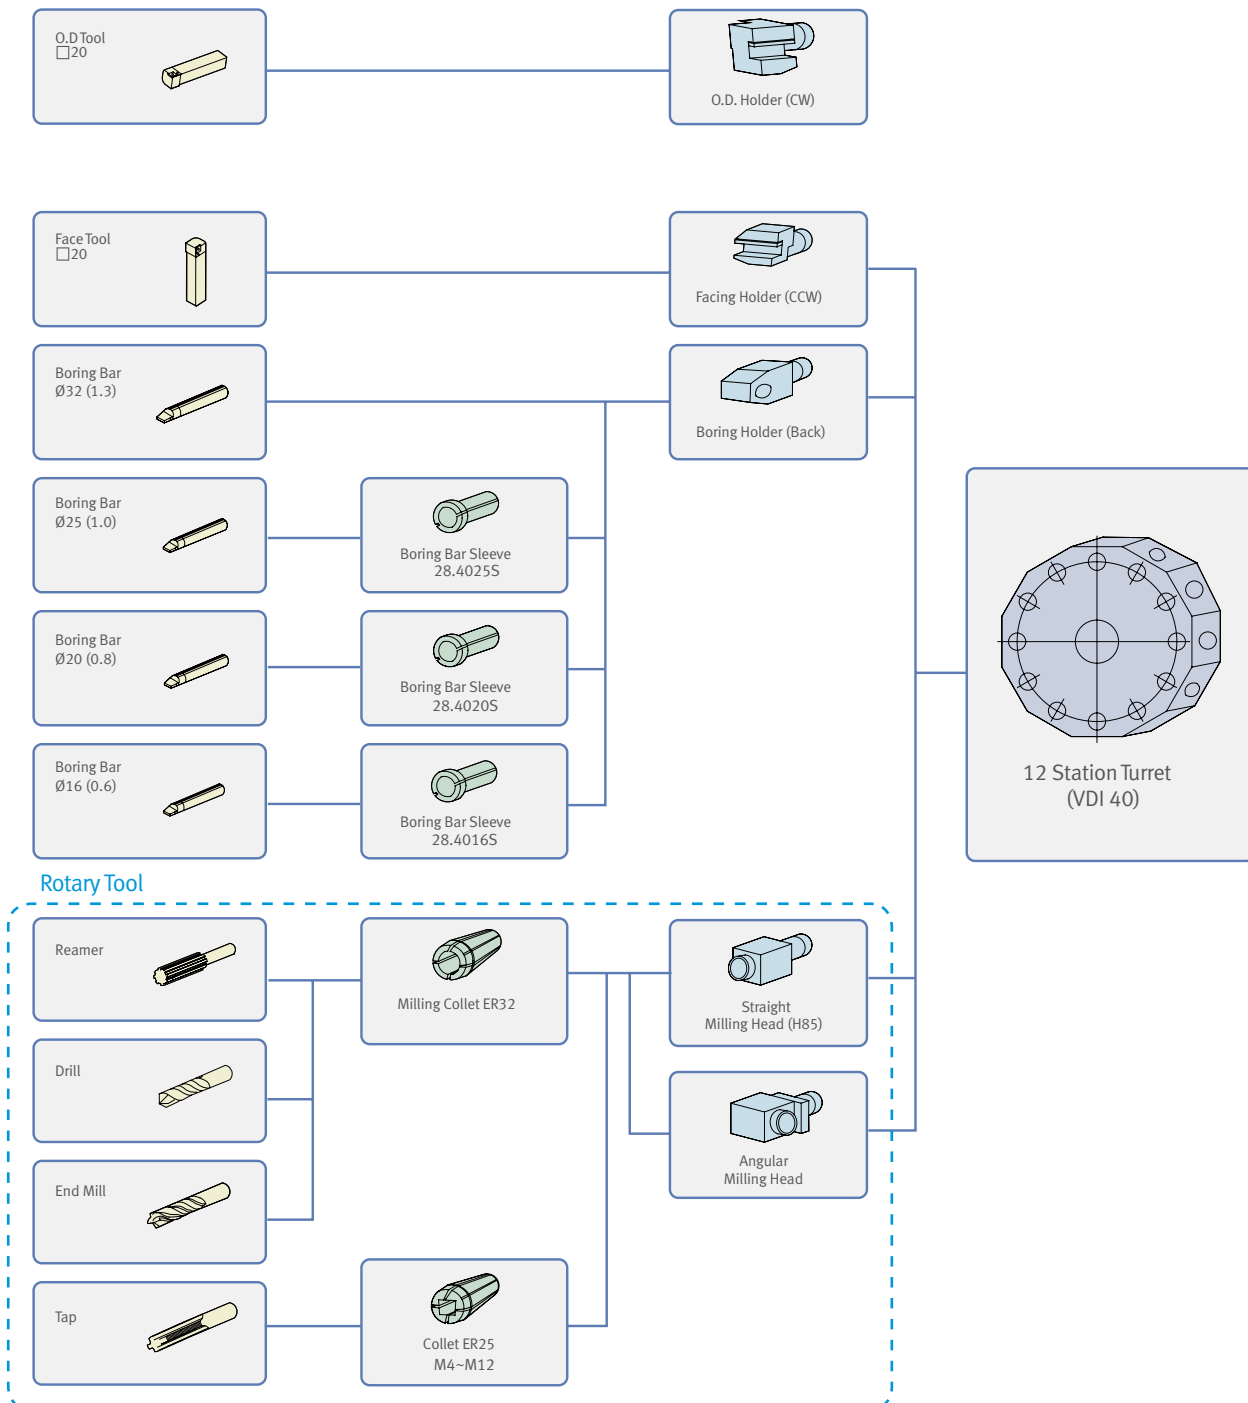 O.D Tool
□20
O.D. Holder (CW)
Face Tool
□20
Facing Holder (CCW)
Boring Bar
Ø32 (1.3)
Boring Holder (Back)
Boring Bar
Ø25 (1.0)
Boring Bar Sleeve
28.4025S
Boring Bar
Ø20 (0.8)
Boring Bar Sleeve
28.4020S
Boring Bar
Ø16 (0.6)
Boring Bar Sleeve
28.4016S
12 Station Turret
(VDI 40)
Rotary Tool
Reamer
Milling Collet ER32
Straight
Milling Head (H85)
Drill
Angular
Milling Head
End Mill
Tap
Collet ER25
M4~M12